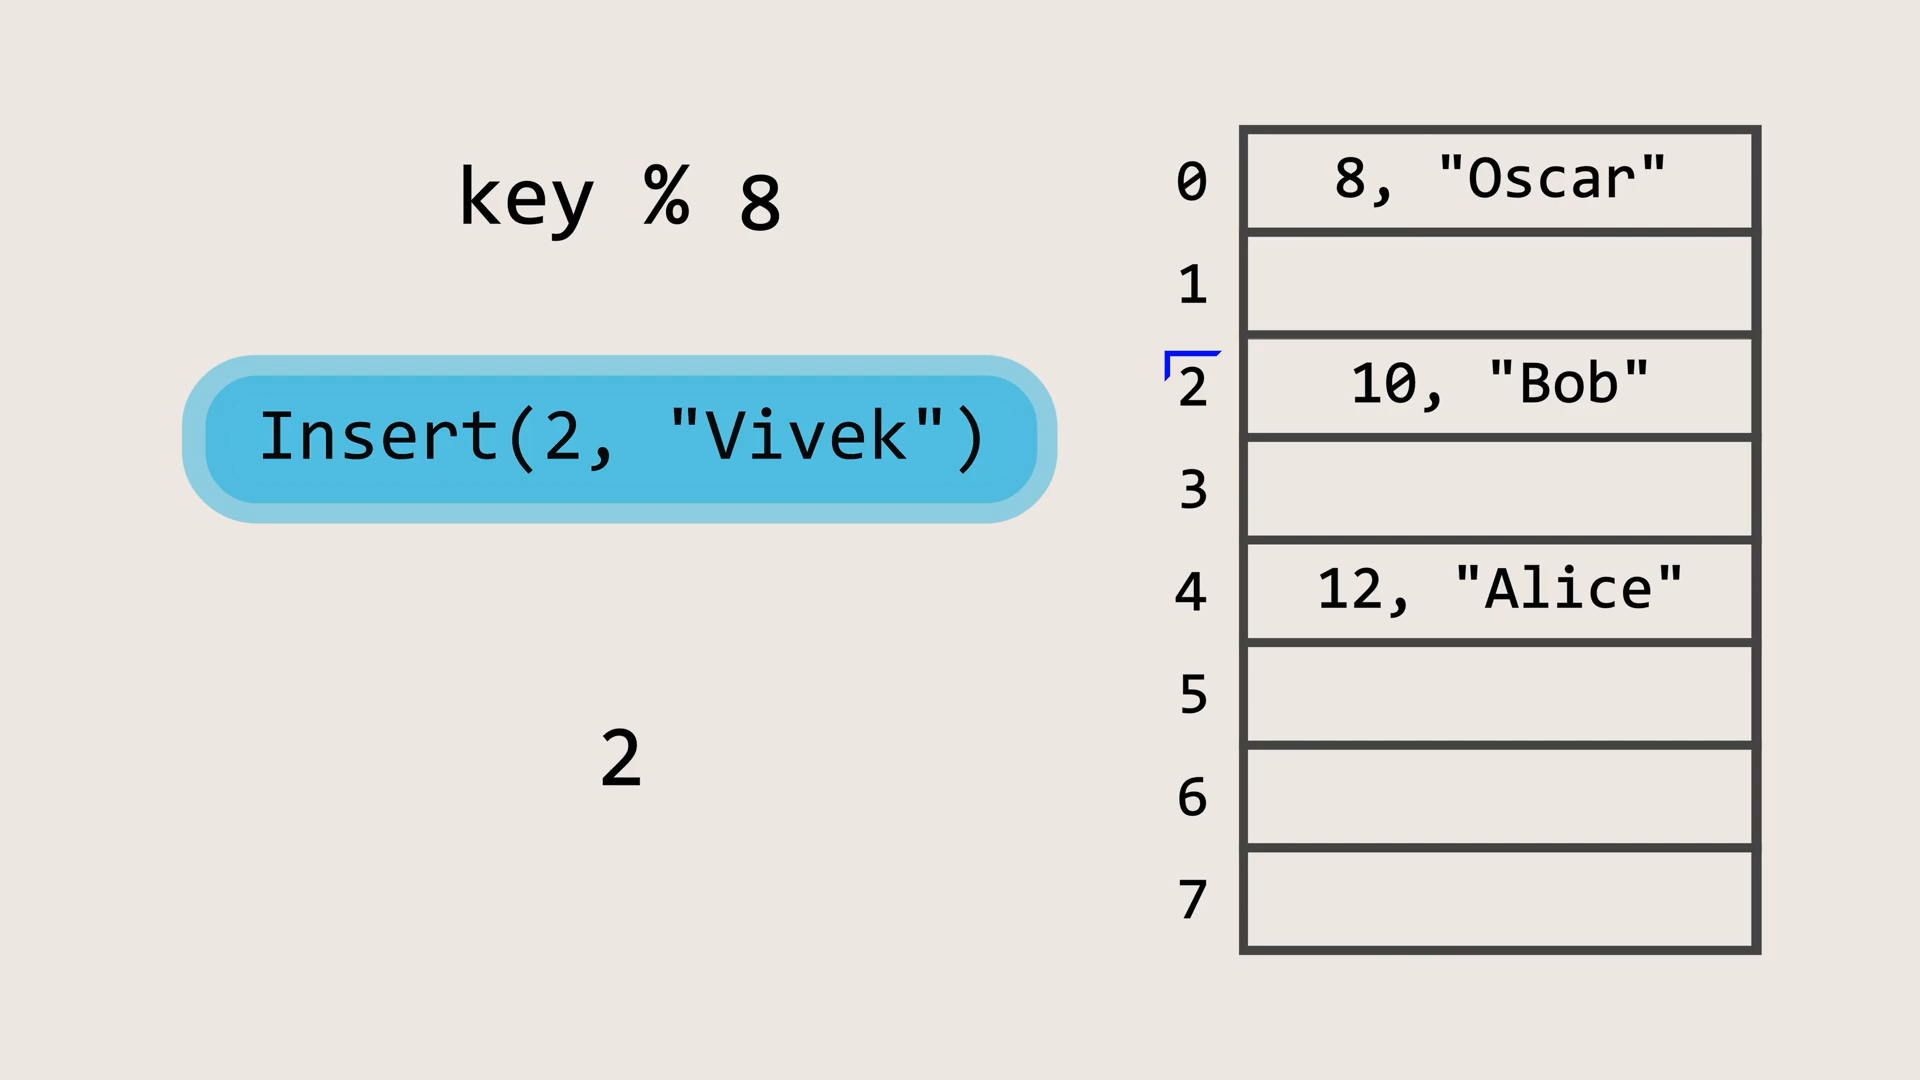 key % 8
Insert(2, "Vivek")
2
0 8, "Oscar"
1
2 10, "Bob"
3
4 12, "Alice"
5
6
7